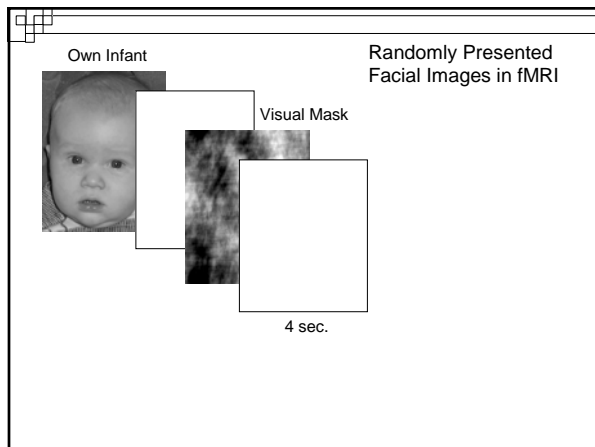 Own Infant
Randomly Presented
Facial Images in fMRI
Visual Mask
4 sec.